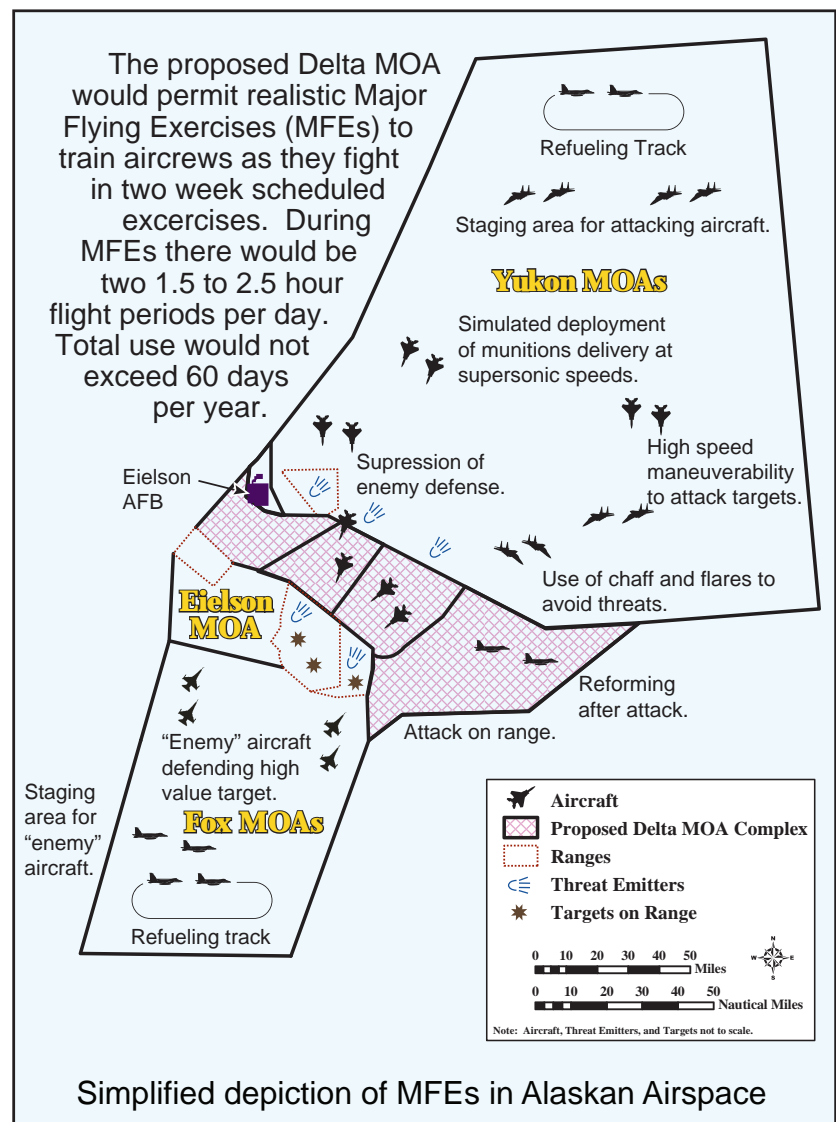 The proposed Delta MOA
would permit realistic Major
Flying Exercises (MFEs) to
train aircrews as they fight
in two week scheduled
excercises. During
MFEs there would be
two 1.5 to 2.5 hour
flight periods per day.
Total use would not
exceed 60 days
per year.
Refueling Track
Staging area for attacking aircraft.
Yukon MOAs
Simulated deployment
of munitions delivery at
supersonic speeds.
High speed
maneuverability
to attack targets.
Supression of
enemy defense.
Eielson
AFB
Use of chaff and flares to
avoid threats.
Eielson
MOA
Reforming
after attack.
Attack on range.
"Enemy" aircraft
defending high
value target.
Staging
area for
"enemy"
aircraft.
Fox MOAs
Refueling track
Aircraft
Proposed Delta MOA Complex
Ranges
Threat Emitters
Targets on Range
N
W E
S
0 10 20 30 40 50
Miles
0 10 20 30 40 50
Nautical Miles
Note: Aircraft, Threat Emitters, and Targets not to scale.
Simplified depiction of MFEs in Alaskan Airspace